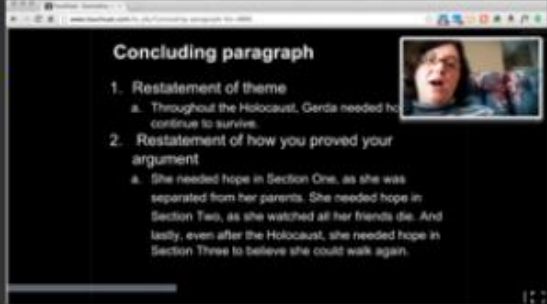 Concluding paragraph
1. Restatement of theme
a. Throughout the Holocaust, Gerda needed
continue to survive.
2. Restatement of how you proved your
argument
a. She needed hope in Section One, as she was
separated from her parents. She needed hope in
Section Two, as she watched all her friends die. And
lastly, even after the Holocaust, she needed hope in
Section Three to believe she could walk again.